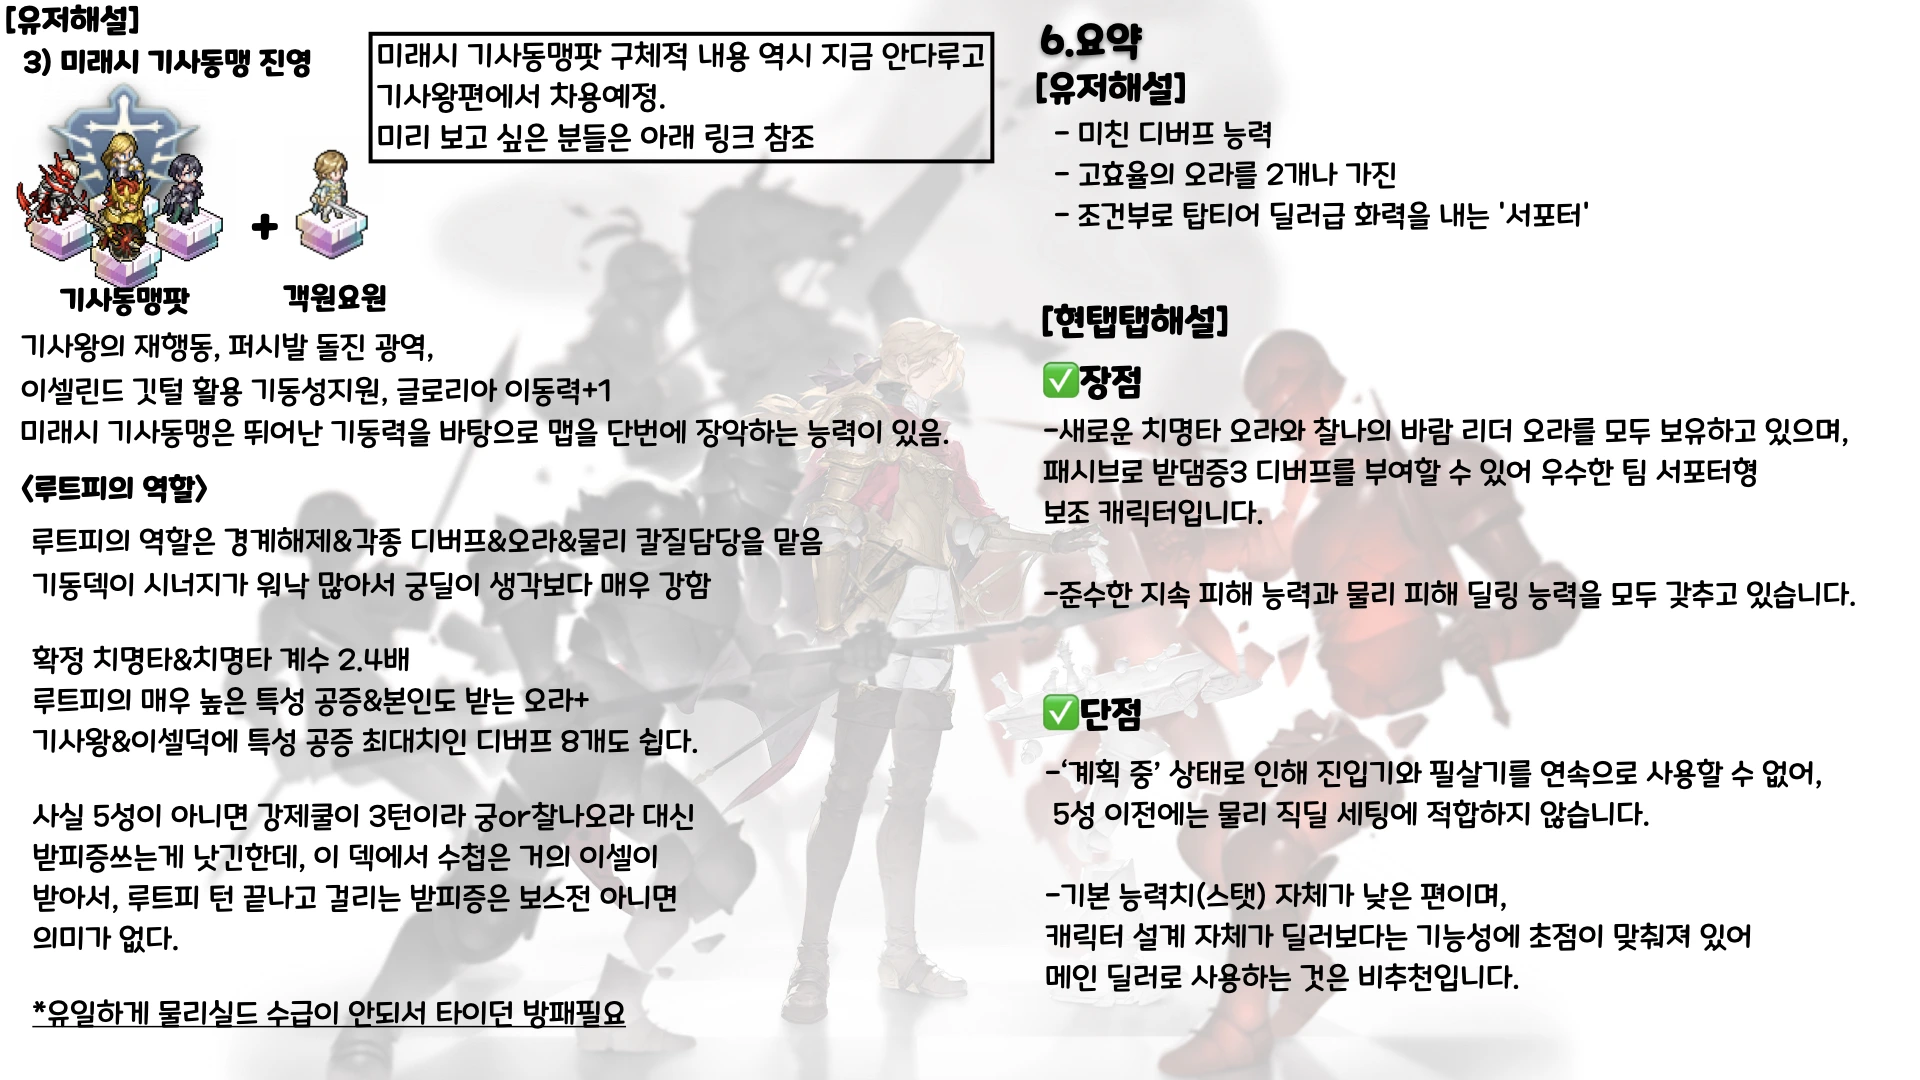 [유저해설]
3) 미래시 기사동맹 진영
미래시 기사동맹팟 구체적 내용 역시 지금 안다루고
기사왕편에서 차용예정.
미리 보고 싶은 분들은 아래 링크 참조
+
기사동맹팟
객원요원
기사왕의 재행동, 퍼시발 돌진 광역,
이셀린드 깃털 활용 기동성지원, 글로리아 이동력+1
미래시 기사동맹은 뛰어난 기동력을 바탕으로 맵을 단번에 장악하는 능력이 있음.
<루트피의 역할>
루트피의 역할은 경계해제&각종 디버프&오라&물리 칼질담당을 맡음
기동덱이 시너지가 워낙 많아서 궁딜이 생각보다 매우 강함
확정 치명타&치명타 계수 2.4배
루트피의 매우 높은 특성 공증&본인도 받는 오라+
기사왕&이셀덕에 특성 공증 최대치인 디버프 8개도 쉽다.
사실 5성이 아니면 강제쿨이 3턴이라 궁or찰나오라 대신
받피증쓰는게 낫긴한데, 이 덱에서 수첩은 거의 이셀이
받아서, 루트피 턴 끝나고 걸리는 받피증은 보스전 아니면
의미가 없다.
*유일하게 물리실드 수급이 안되서 타이던 방패필요
6.요약
[유저해설]
- 미친 디버프 능력
- 고효율의 오라를 2개나 가진
- 조건부로 탑티어 딜러급 화력을 내는 '서포터'
[현탭탭해설]
✅장점
-새로운 치명타 오라와 찰나의 바람 리더 오라를 모두 보유하고 있으며,
패시브로 받댐증3 디버프를 부여할 수 있어 우수한 팀 서포터형
보조 캐릭터입니다.
-준수한 지속 피해 능력과 물리 피해 딜링 능력을 모두 갖추고 있습니다.
✅단점
-‘계획 중’ 상태로 인해 진입기와 필살기를 연속으로 사용할 수 없어,
5성 이전에는 물리 직딜 세팅에 적합하지 않습니다.
-기본 능력치(스탯) 자체가 낮은 편이며,
캐릭터 설계 자체가 딜러보다는 기능성에 초점이 맞춰져 있어
메인 딜러로 사용하는 것은 비추천입니다.